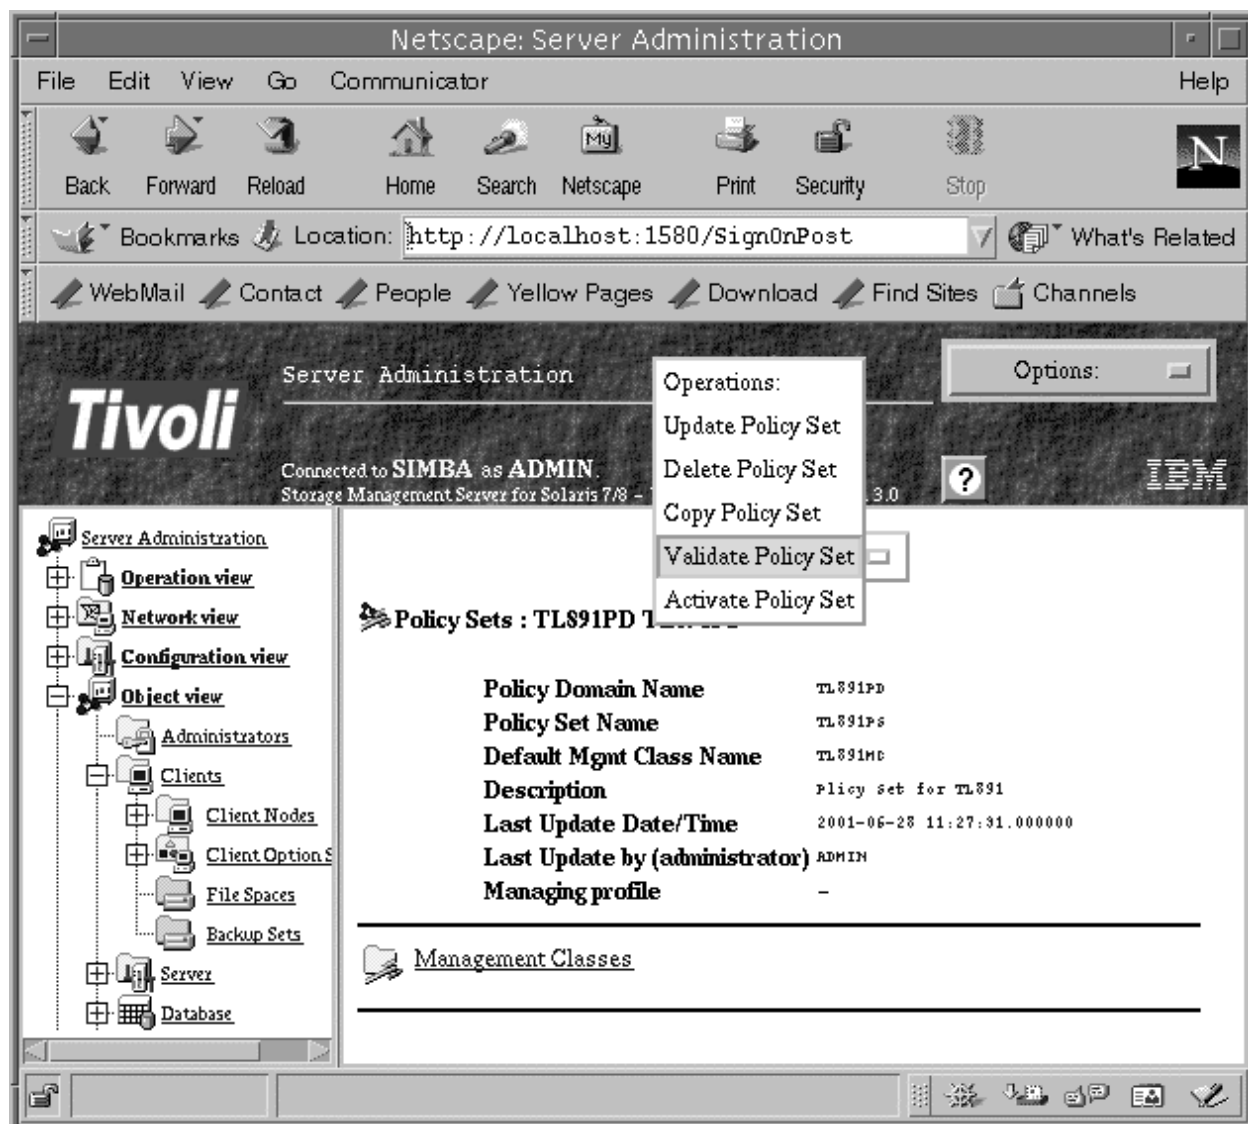 Netscape: Server Administration
File Edit View Go Communicator Help
Back Forward Reload Home Search Netscape Print Security Stop
My
N
Bookmarks Location: http://localhost:1580/SignOnPost What's Related
WebMail Contact People Yellow Pages Download Find Sites Channels
Tivoli
Server Administration
Options:
Connected to SIMBA as ADMIN.
Storage Management Server for Solaris 7/8 – 3.0
?
IBM
Operations:
Update Policy Set
Delete Policy Set
Copy Policy Set
Validate Policy Set
Activate Policy Set
Server Administration
Operation view
Network view
Configuration view
Object view
Administrators
Clients
Client Nodes
Client Option S
File Spaces
Backup Sets
Server
Database
Policy Sets : TL891PD
Policy Domain Name TL891PD
Policy Set Name TL891PS
Default Mgmt Class Name TL891MC
Description Plicy set for TL891
Last Update Date/Time 2001-06-28 11:27:31.000000
Last Update by (administrator) ADMIN
Managing profile –
Management Classes